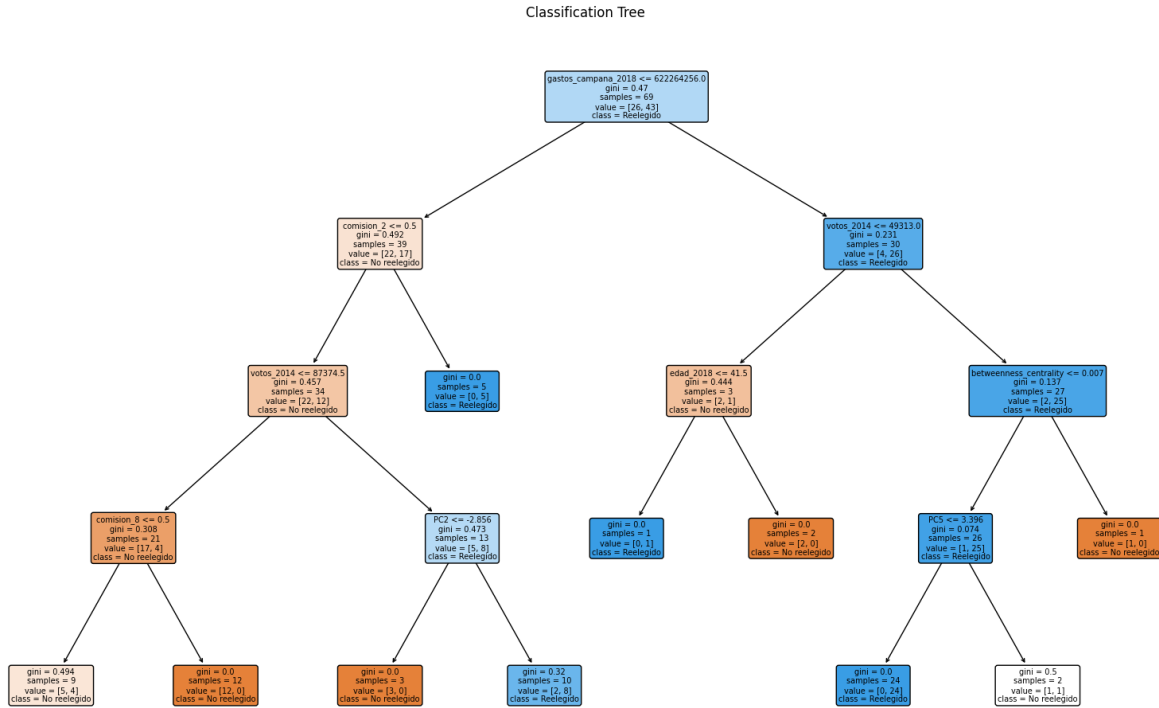 Classification Tree
gastos_campana_2018 <= 622264256.0
gini = 0.47
samples = 69
value = [26, 43]
class = Reelegido
comision_2 <= 0.5
gini = 0.492
samples = 39
value = [22, 17]
class = No reelegido
votos_2014 <= 49313.0
gini = 0.231
samples = 30
value = [4, 26]
class = Reelegido
votos_2014 <= 87374.5
gini = 0.457
samples = 34
value = [22, 12]
class = No reelegido
gini = 0.0
samples = 5
value = [0, 5]
class = Reelegido
edad_2018 <= 41.5
gini = 0.444
samples = 3
value = [2, 1]
class = No reelegido
betweenness_centrality <= 0.007
gini = 0.137
samples = 27
value = [2, 25]
class = Reelegido
comision_8 <= 0.5
gini = 0.308
samples = 21
value = [17, 4]
class = No reelegido
PC2 <= -2.856
gini = 0.473
samples = 13
value = [5, 8]
class = Reelegido
gini = 0.0
samples = 1
value = [0, 1]
class = Reelegido
gini = 0.0
samples = 2
value = [2, 0]
class = No reelegido
PC5 <= 3.396
gini = 0.074
samples = 26
value = [1, 25]
class = Reelegido
gini = 0.0
samples = 1
value = [1, 0]
class = No reelegido
gini = 0.494
samples = 9
value = [5, 4]
class = No reelegido
gini = 0.0
samples = 12
value = [12, 0]
class = No reelegido
gini = 0.0
samples = 3
value = [3, 0]
class = No reelegido
gini = 0.32
samples = 10
value = [2, 8]
class = Reelegido
gini = 0.0
samples = 24
value = [0, 24]
class = Reelegido
gini = 0.5
samples = 2
value = [1, 1]
class = No reelegido